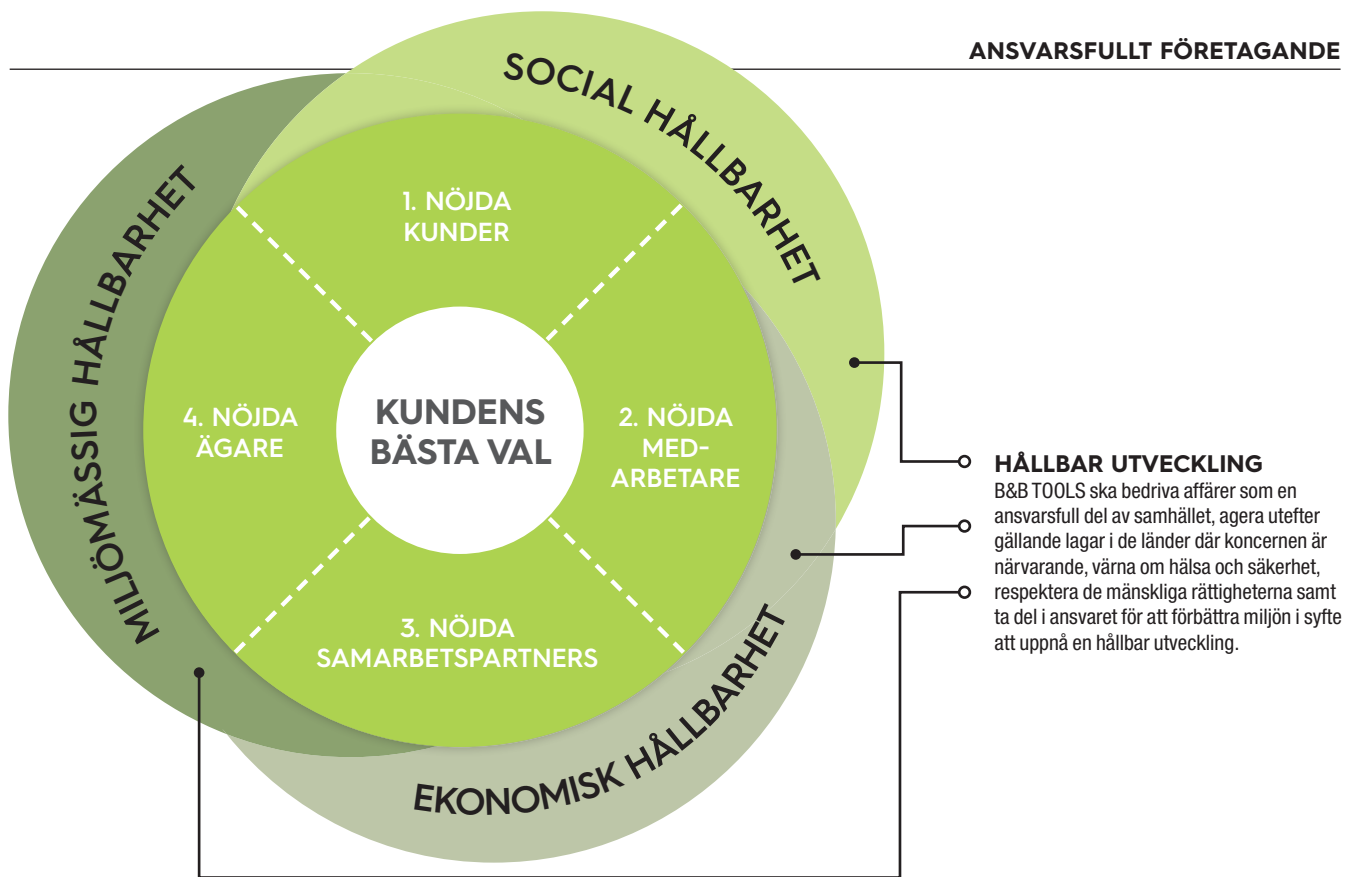 ANSVARSFULLT FÖRETAGANDE
SOCIAL HÅLLBARHET
MILJÖMÄSSIG HÅLLBARHET
1. NÖJDA
KUNDER
4. NÖJDA
ÄGARE
KUNDENS
BÄSTA VAL
2. NÖJDA
MED-
ARBETARE
3. NÖJDA
SAMARBETSPARTNERS
EKONOMISK HÅLLBARHET
HÅLLBAR UTVECKLING
B&B TOOLS ska bedriva affärer som en
ansvarsfull del av samhället, agera utefter
gällande lagar i de länder där koncernen är
närvarande, värna om hälsa och säkerhet,
respektera de mänskliga rättigheterna samt
ta del i ansvaret för att förbättra miljön i syfte
att uppnå en hållbar utveckling.